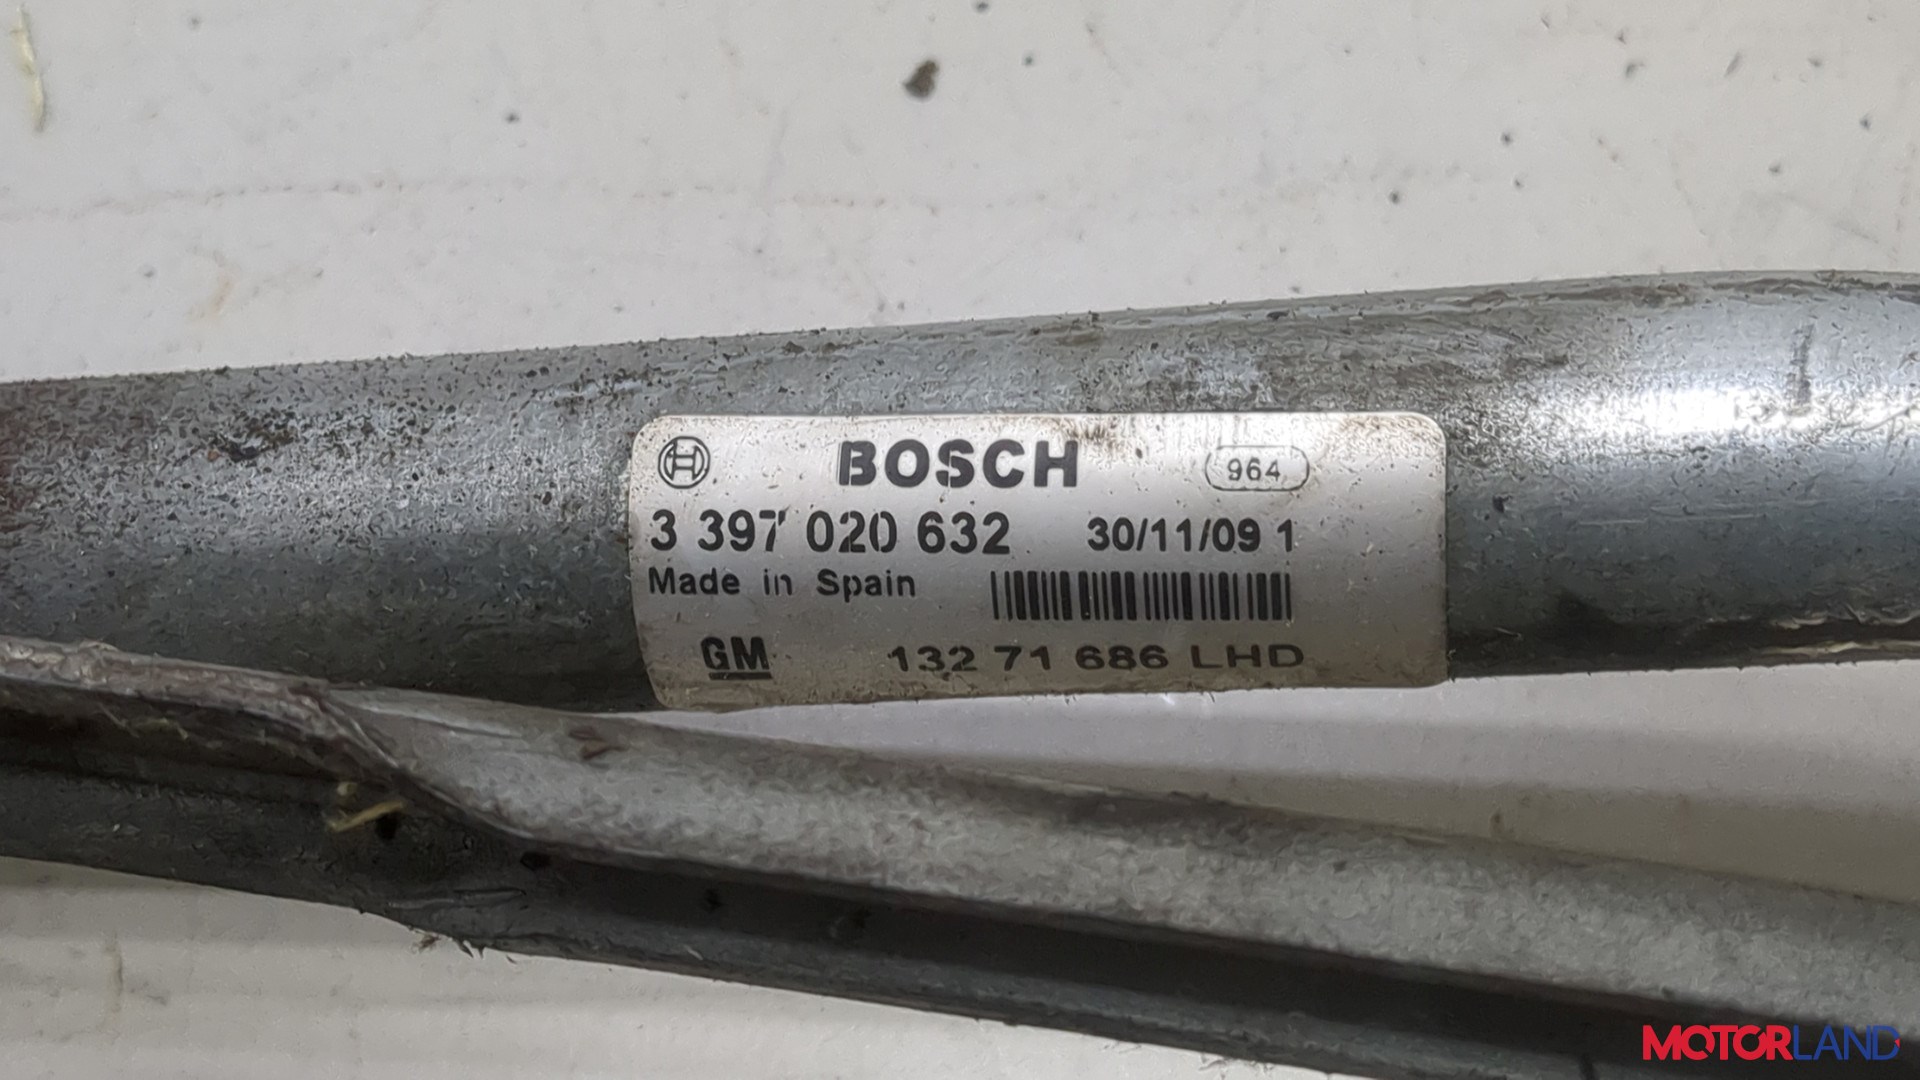 BOSCH 964
3 397 020 632 30/11/09 1
Made in Spain
GM 132 71 686 LHD
MOTORLAND